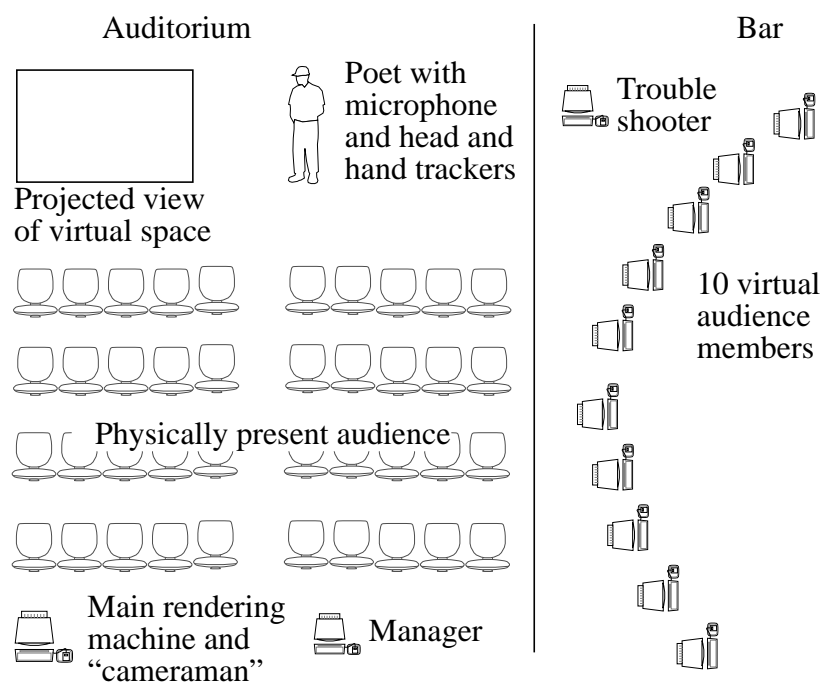 Auditorium
Bar
Poet with
microphone
and head and
hand trackers
Projected view
of virtual space
Trouble
shooter
10 virtual
audience
members
Physically present audience
Main rendering
machine and
“cameraman”
Manager